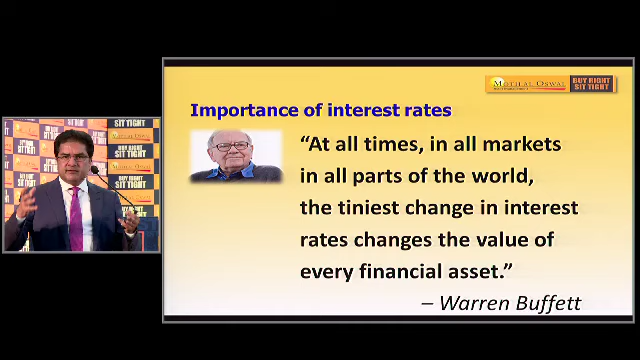 MOTILAL OSWAL
BUY RIGHT
SIT TIGHT
Importance of interest rates
“At all times, in all markets
in all parts of the world,
the tiniest change in interest
rates changes the value of
every financial asset.”
– Warren Buffett
SIT TIGHT
BUY RIGHT
SIT TIGHT